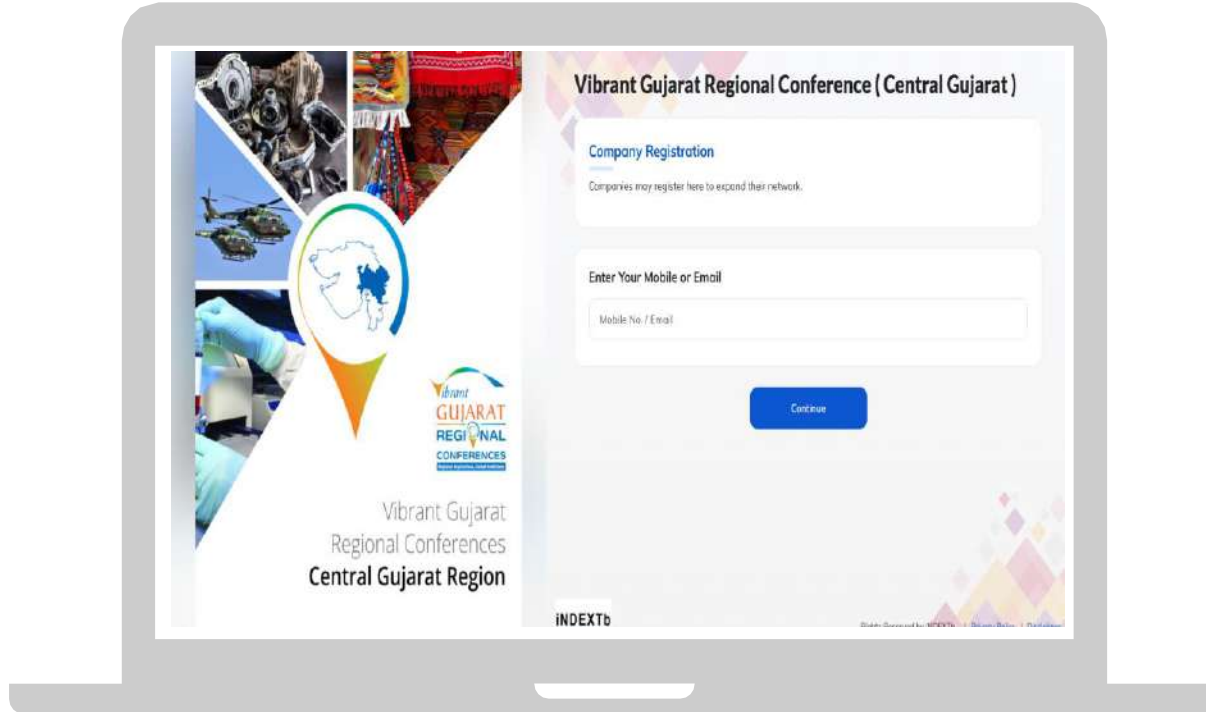 Vibrant
GUJARAT
REGIONAL
CONFERENCES
Vibrant Gujarat
Regional Conferences
Central Gujarat Region
Vibrant Gujarat Regional Conference ( Central Gujarat )
Company Registration
Companies may register here to expand their network.
Enter Your Mobile or Email
Mobile No. / Email
Continue
iNDEXTb